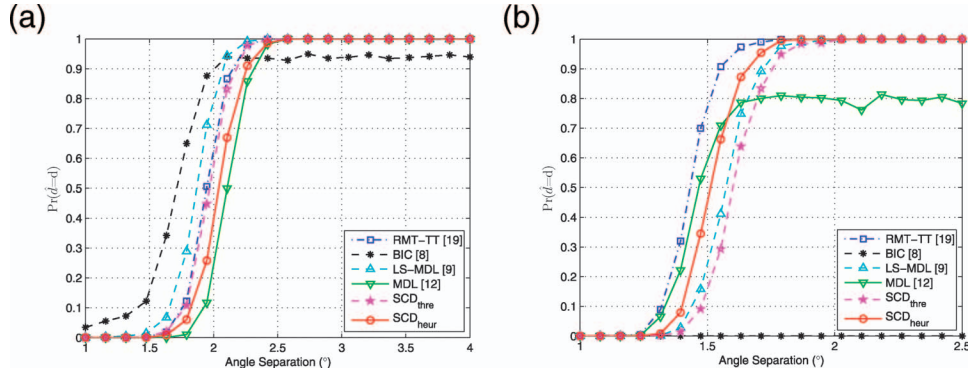 (a)
1
0.9
0.8
0.7
0.6
0.5
0.4
0.3
0.2
0.1
0
Pr(d̂=d)
RMT−TT [19]
BIC [8]
LS−MDL [9]
MDL [12]
SCD_thre
SCD_heur
1 1.5 2 2.5 3 3.5 4
Angle Separation (°)
(b)
1
0.9
0.8
0.7
0.6
0.5
0.4
0.3
0.2
0.1
0
Pr(d̂=d)
RMT−TT [19]
BIC [8]
LS−MDL [9]
MDL [12]
SCD_thre
SCD_heur
1 1.5 2 2.5
Angle Separation (°)